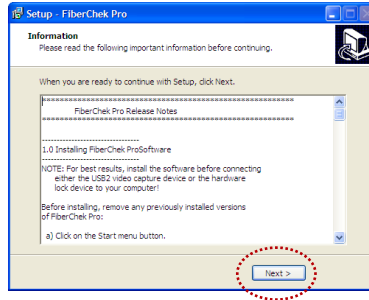 Setup - FiberChek Pro
Information
Please read the following important information before continuing.
When you are ready to continue with Setup, click Next.
============================================================
FiberChek Pro Release Notes
============================================================
--------------------------------
1.0 Installing FiberChek ProSoftware
--------------------------------
NOTE: For best results, install the software before connecting
either the USB2 video capture device or the hardware
lock device to your computer!
Before installing, remove any previously installed versions
of FiberChek Pro:
a) Click on the Start menu button.
Next >